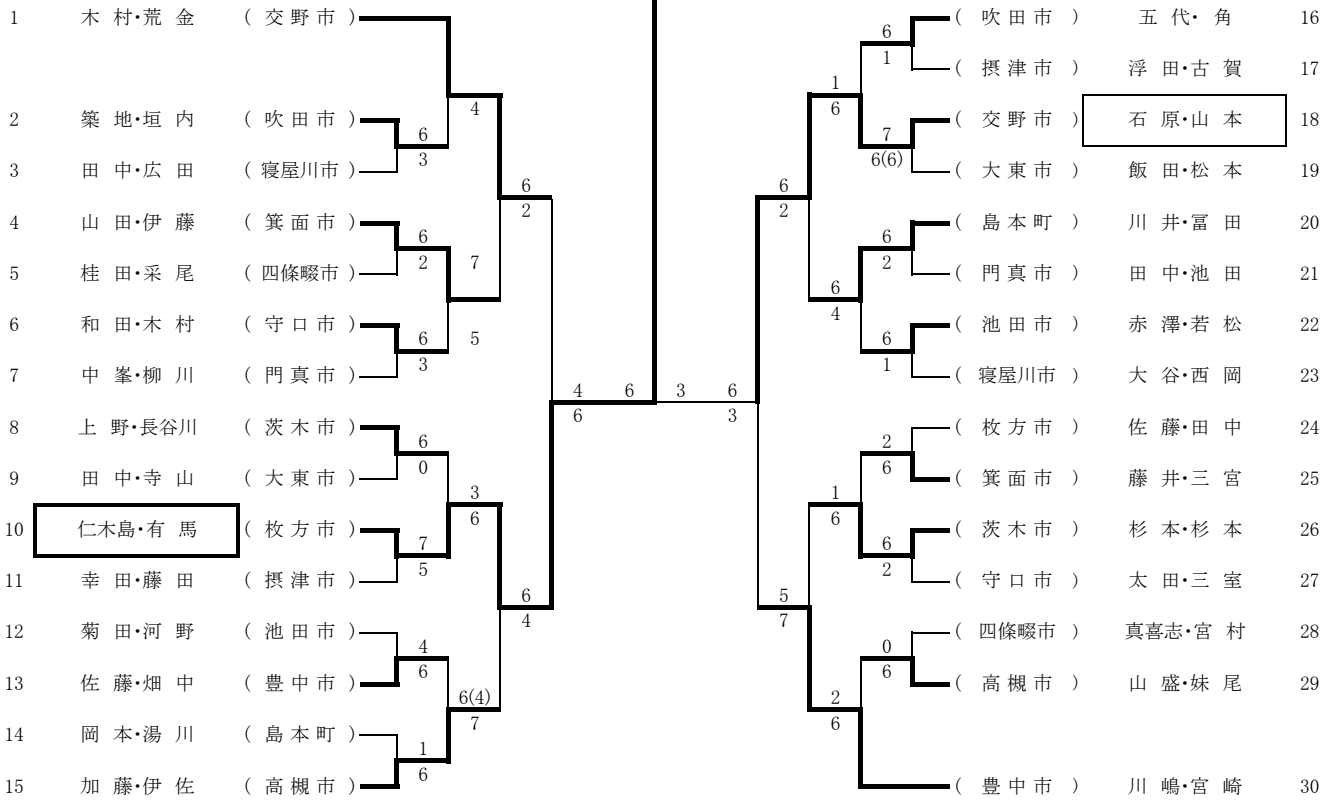 1 木 村・荒 金 ( 交 野 市 )
4
2 築 地・垣 内 ( 吹 田 市 )
6
3
3 田 中・広 田 ( 寝屋川市 )
6
2
4 山 田・伊 藤 ( 箕 面 市 )
6
2
7
5 桂 田・采 尾 ( 四條畷市 )
6 和 田・木 村 ( 守 口 市 )
6
3
5
7 中 峯・柳 川 ( 門 真 市 )
4 6
6
8 上 野・長谷川 ( 茨 木 市 )
6
0
9 田 中・寺 山 ( 大 東 市 )
3
6
10 仁木島・有 馬 ( 枚 方 市 )
7
5
11 幸 田・藤 田 ( 摂 津 市 )
6
4
12 菊 田・河 野 ( 池 田 市 )
4
6
13 佐 藤・畑 中 ( 豊 中 市 )
6(4)
7
14 岡 本・湯 川 ( 島 本 町 )
1
6
15 加 藤・伊 佐 ( 高 槻 市 )
( 吹 田 市 ) 五 代・ 角 16
6
1
( 摂 津 市 ) 浮 田・古 賀 17
1
6
( 交 野 市 ) 石 原・山 本 18
7
6(6)
( 大 東 市 ) 飯 田・松 本 19
6
2
( 島 本 町 ) 川 井・冨 田 20
6
2
( 門 真 市 ) 田 中・池 田 21
6
4
( 池 田 市 ) 赤 澤・若 松 22
6
1
( 寝屋川市 ) 大 谷・西 岡 23
3 6
3
( 枚 方 市 ) 佐 藤・田 中 24
2
6
( 箕 面 市 ) 藤 井・三 宮 25
1
6
( 茨 木 市 ) 杉 本・杉 本 26
6
2
( 守 口 市 ) 太 田・三 室 27
5
7
( 四條畷市 ) 真喜志・宮 村 28
0
6
( 高 槻 市 ) 山 盛・妹 尾 29
2
6
( 豊 中 市 ) 川 嶋・宮 崎 30